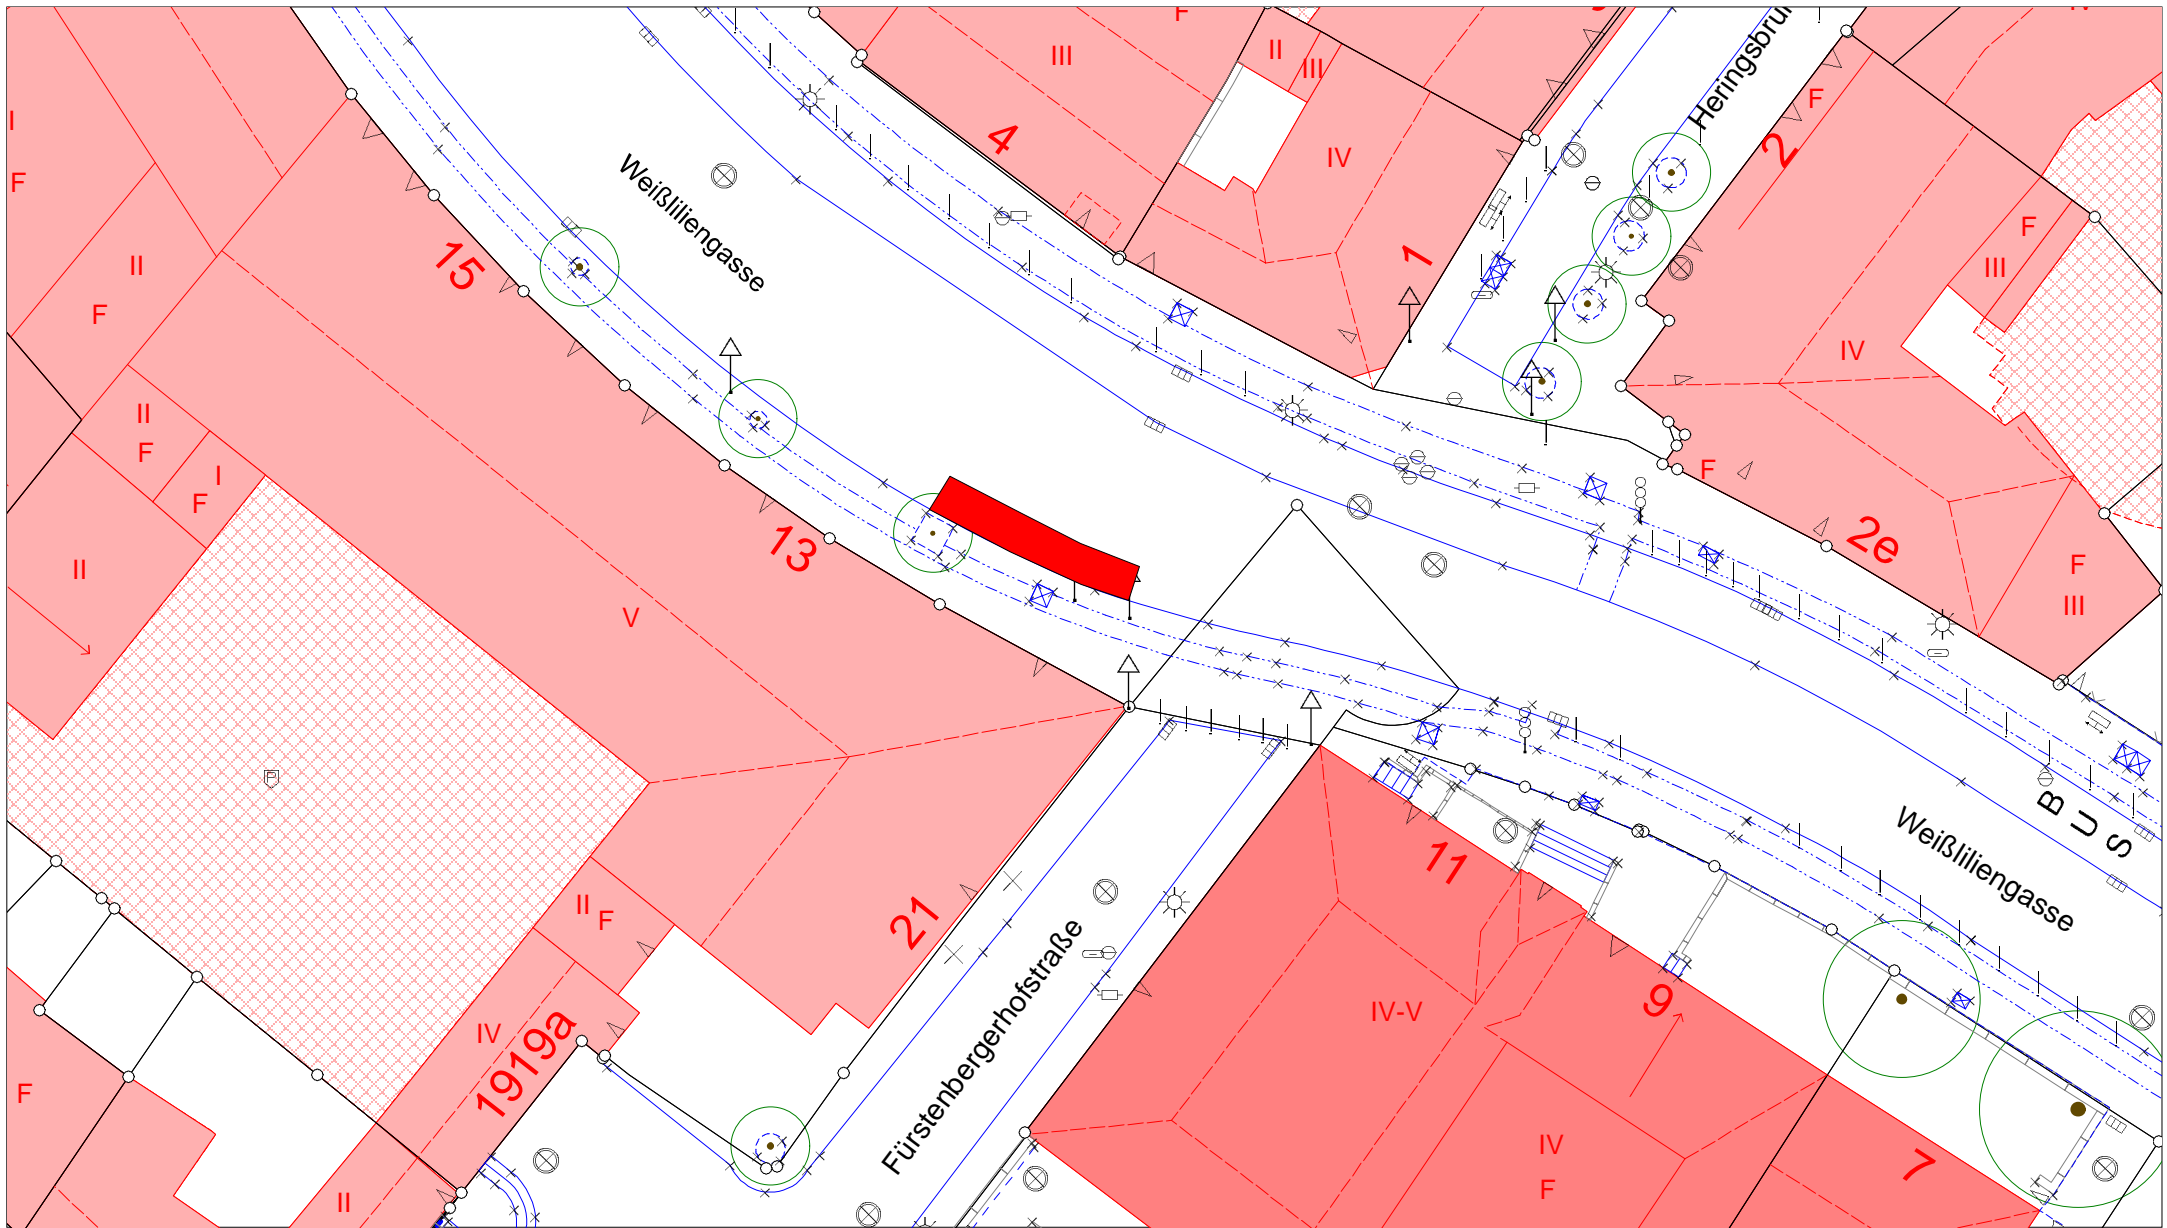 F
III
II
III
IV
4
Heringsbru
2
F
I
F
Weißliliengasse
1
15
II
F
F
III
IV
II
F
I
F
II
V
13
F
2e
F
III
P
21
II
F
IV
1919a
F
II
Fürstenbergerhofstraße
11
9
IV-V
IV
F
7
Weißliliengasse
BUS